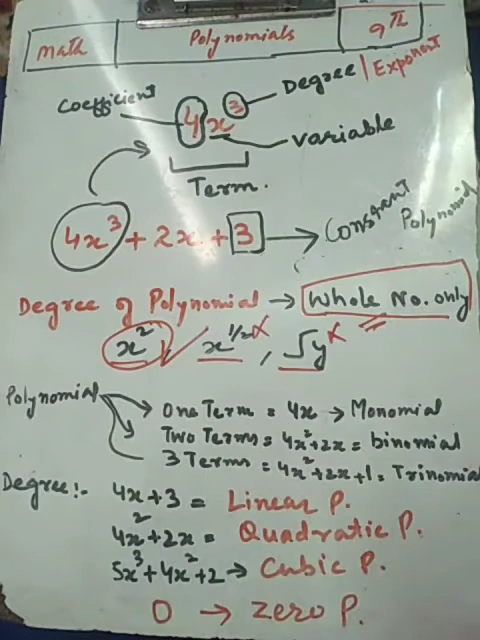 math Polynomials 9th
Coefficient 4x³ Degree | Exponent
variable
Term.
4x³ + 2x + 3 → Constant Polynomial
Degree of Polynomial → Whole No. only
x² ✓ x^1/2 ×, √y ×
Polynomial → One Term = 4x → Monomial
Two Terms = 4x²+2x = binomial
3 Terms = 4x²+2x+1 = Trinomial
Degree:- 4x+3 = Linear P.
4x²+2x = Quadratic P.
5x³+4x²+2 → Cubic P.
0 → Zero P.